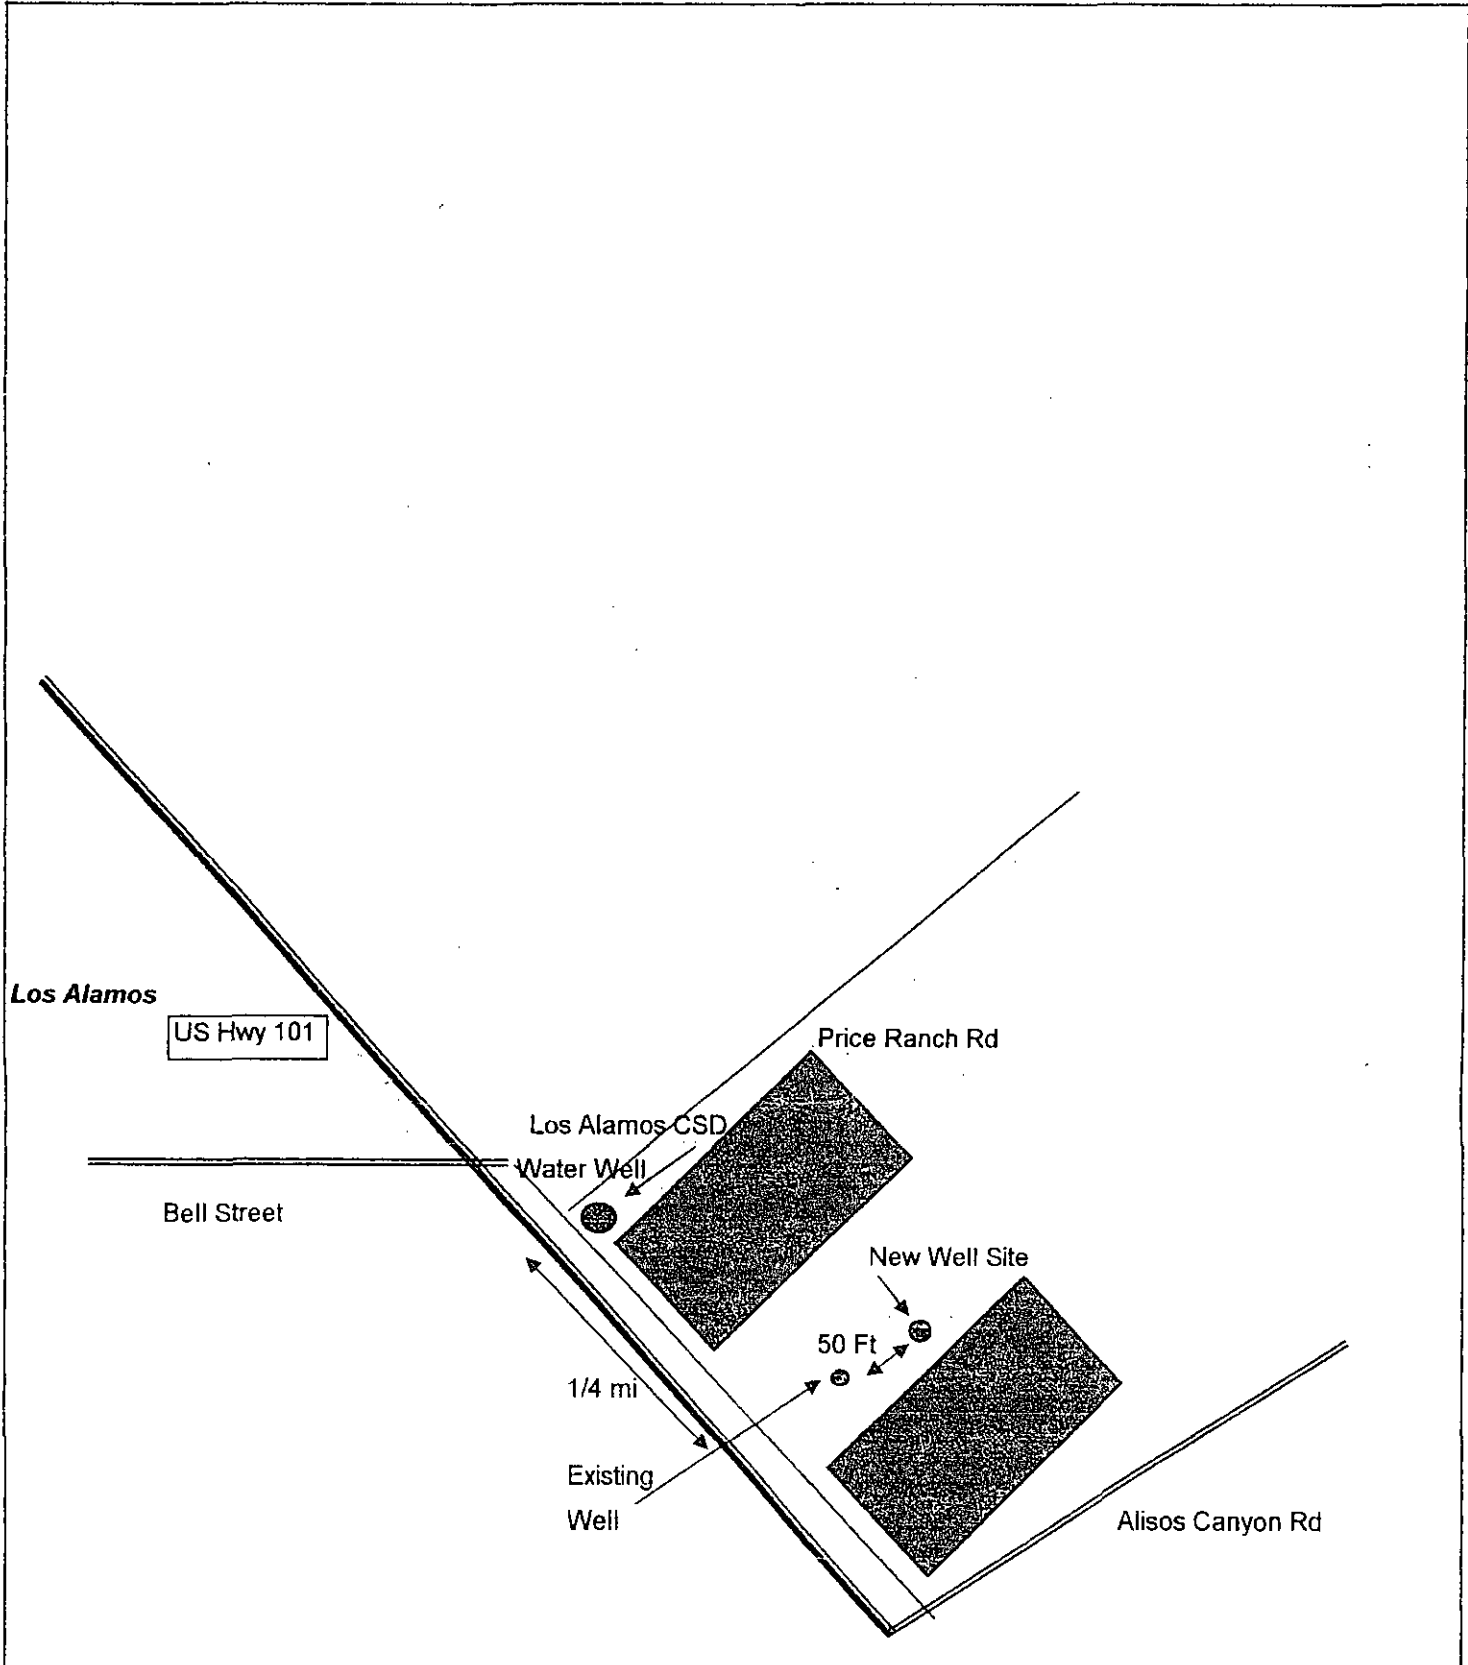 Los Alamos
US Hwy 101
Price Ranch Rd
Los Alamos CSD
Water Well
Bell Street
New Well Site
50 Ft
1/4 mi
Existing
Well
Alisos Canyon Rd